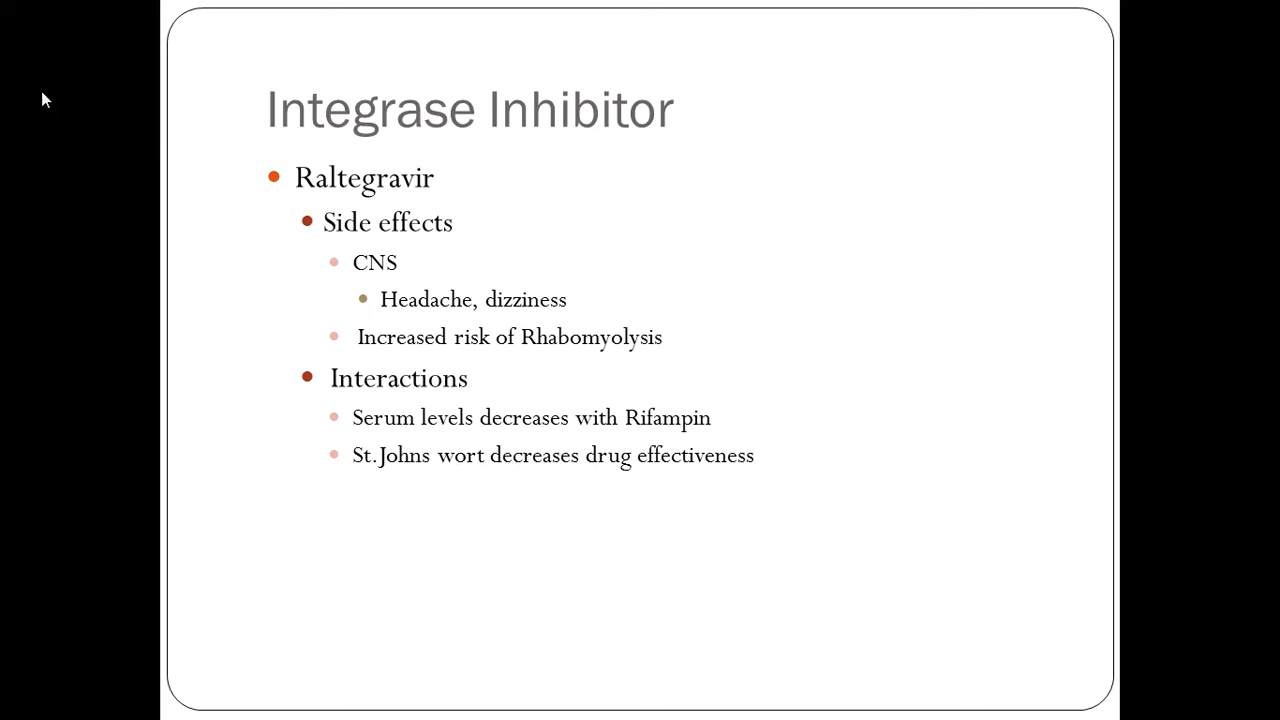 Integrase Inhibitor
Raltegravir
Side effects
CNS
Headache, dizziness
Increased risk of Rhabomyolysis
Interactions
Serum levels decreases with Rifampin
St.Johns wort decreases drug effectiveness